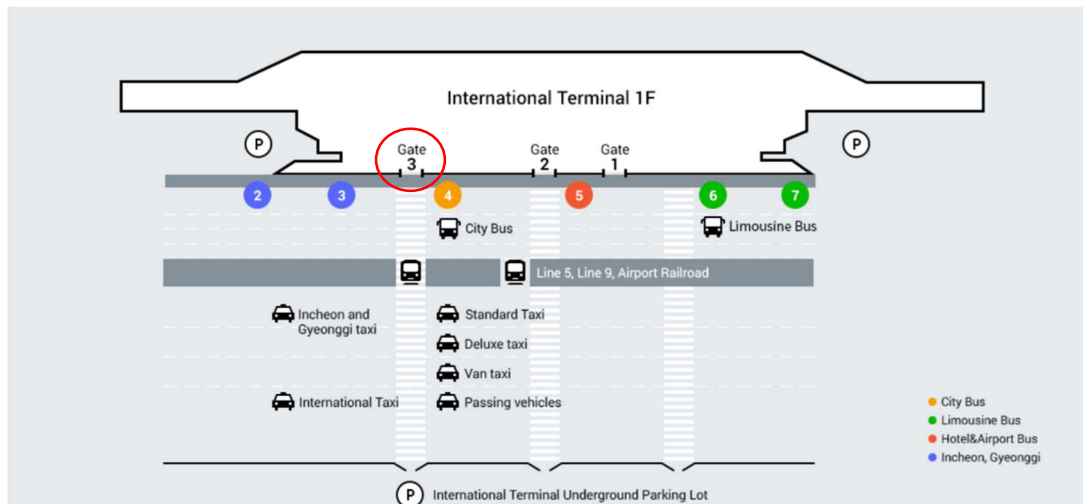 International Terminal 1F
P
P
Gate
3
Gate
2
Gate
1
2
3
4
5
6
7
City Bus
Limousine Bus
Line 5, Line 9, Airport Railroad
Incheon and
Gyeonggi taxi
Standard Taxi
Deluxe taxi
Van taxi
International Taxi
Passing vehicles
City Bus
Limousine Bus
Hotel&Airport Bus
Incheon, Gyeonggi
P International Terminal Underground Parking Lot